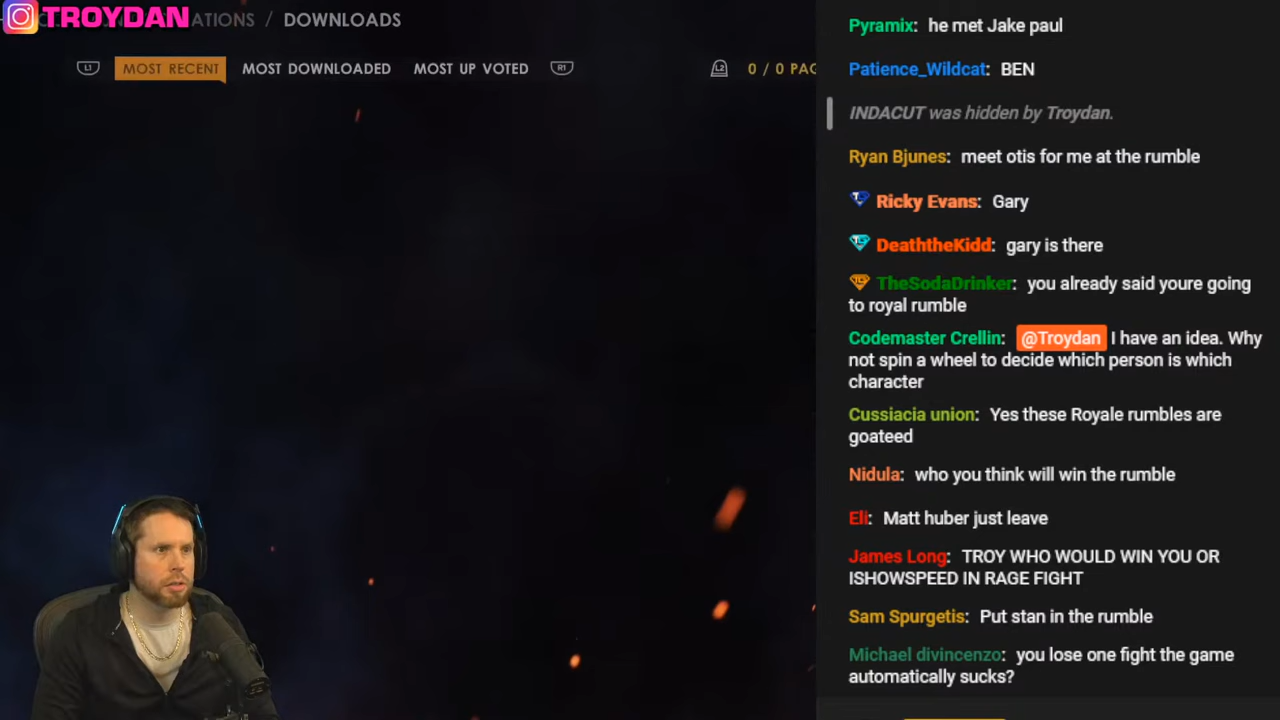 TROYDAN
ATIONS / DOWNLOADS
L1 MOST RECENT MOST DOWNLOADED MOST UP VOTED R1 L2 0 / 0 PAG
Pyramix: he met Jake paul
Patience_Wildcat: BEN
INDACUT was hidden by Troydan.
Ryan Bjunes: meet otis for me at the rumble
Ricky Evans: Gary
DeaththeKidd: gary is there
TheSodaDrinker: you already said youre going
to royal rumble
Codemaster Crellin: @Troydan I have an idea. Why
not spin a wheel to decide which person is which
character
Cussiacia union: Yes these Royale rumbles are
goateed
Nidula: who you think will win the rumble
Eli: Matt huber just leave
James Long: TROY WHO WOULD WIN YOU OR
ISHOWSPEED IN RAGE FIGHT
Sam Spurgetis: Put stan in the rumble
Michael divincenzo: you lose one fight the game
automatically sucks?